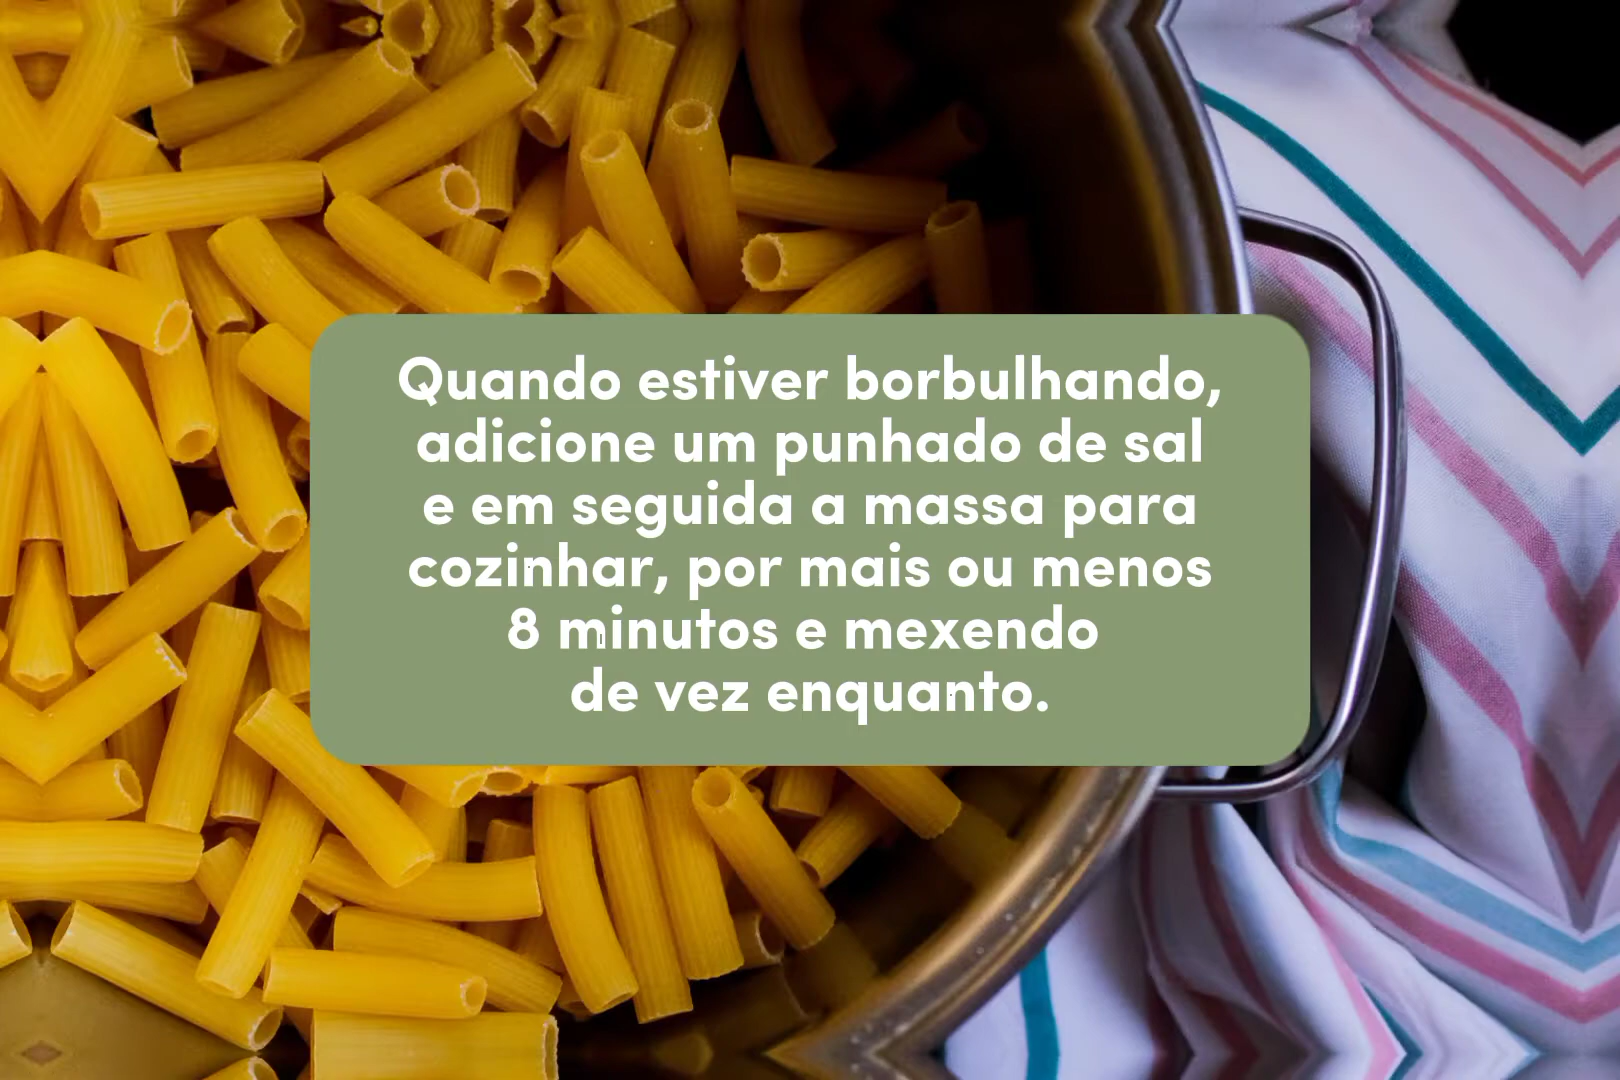 Quando estiver borbulhando,
adicione um punhado de sal
e em seguida a massa para
cozinhar, por mais ou menos
8 minutos e mexendo
de vez enquanto.